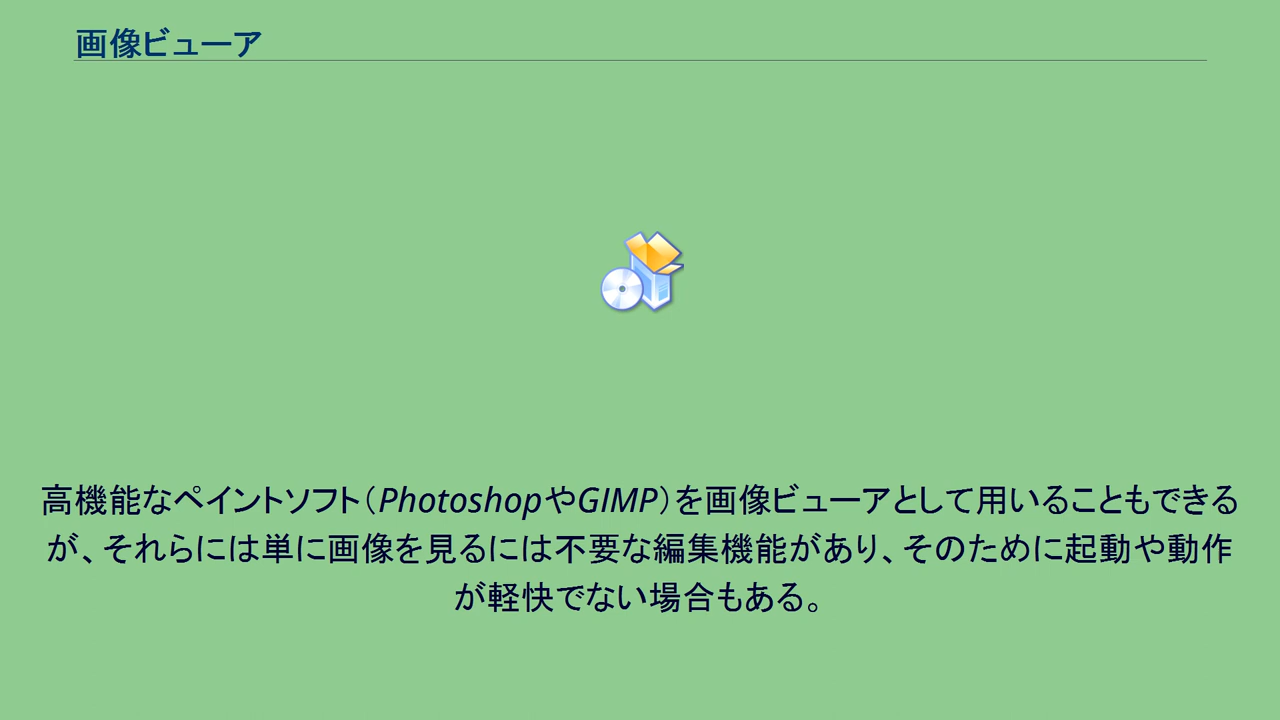 画像ビューア
高機能なペイントソフト（PhotoshopやGIMP）を画像ビューアとして用いることもできる
が、それらには単に画像を見るには不要な編集機能があり、そのために起動や動作
が軽快でない場合もある。